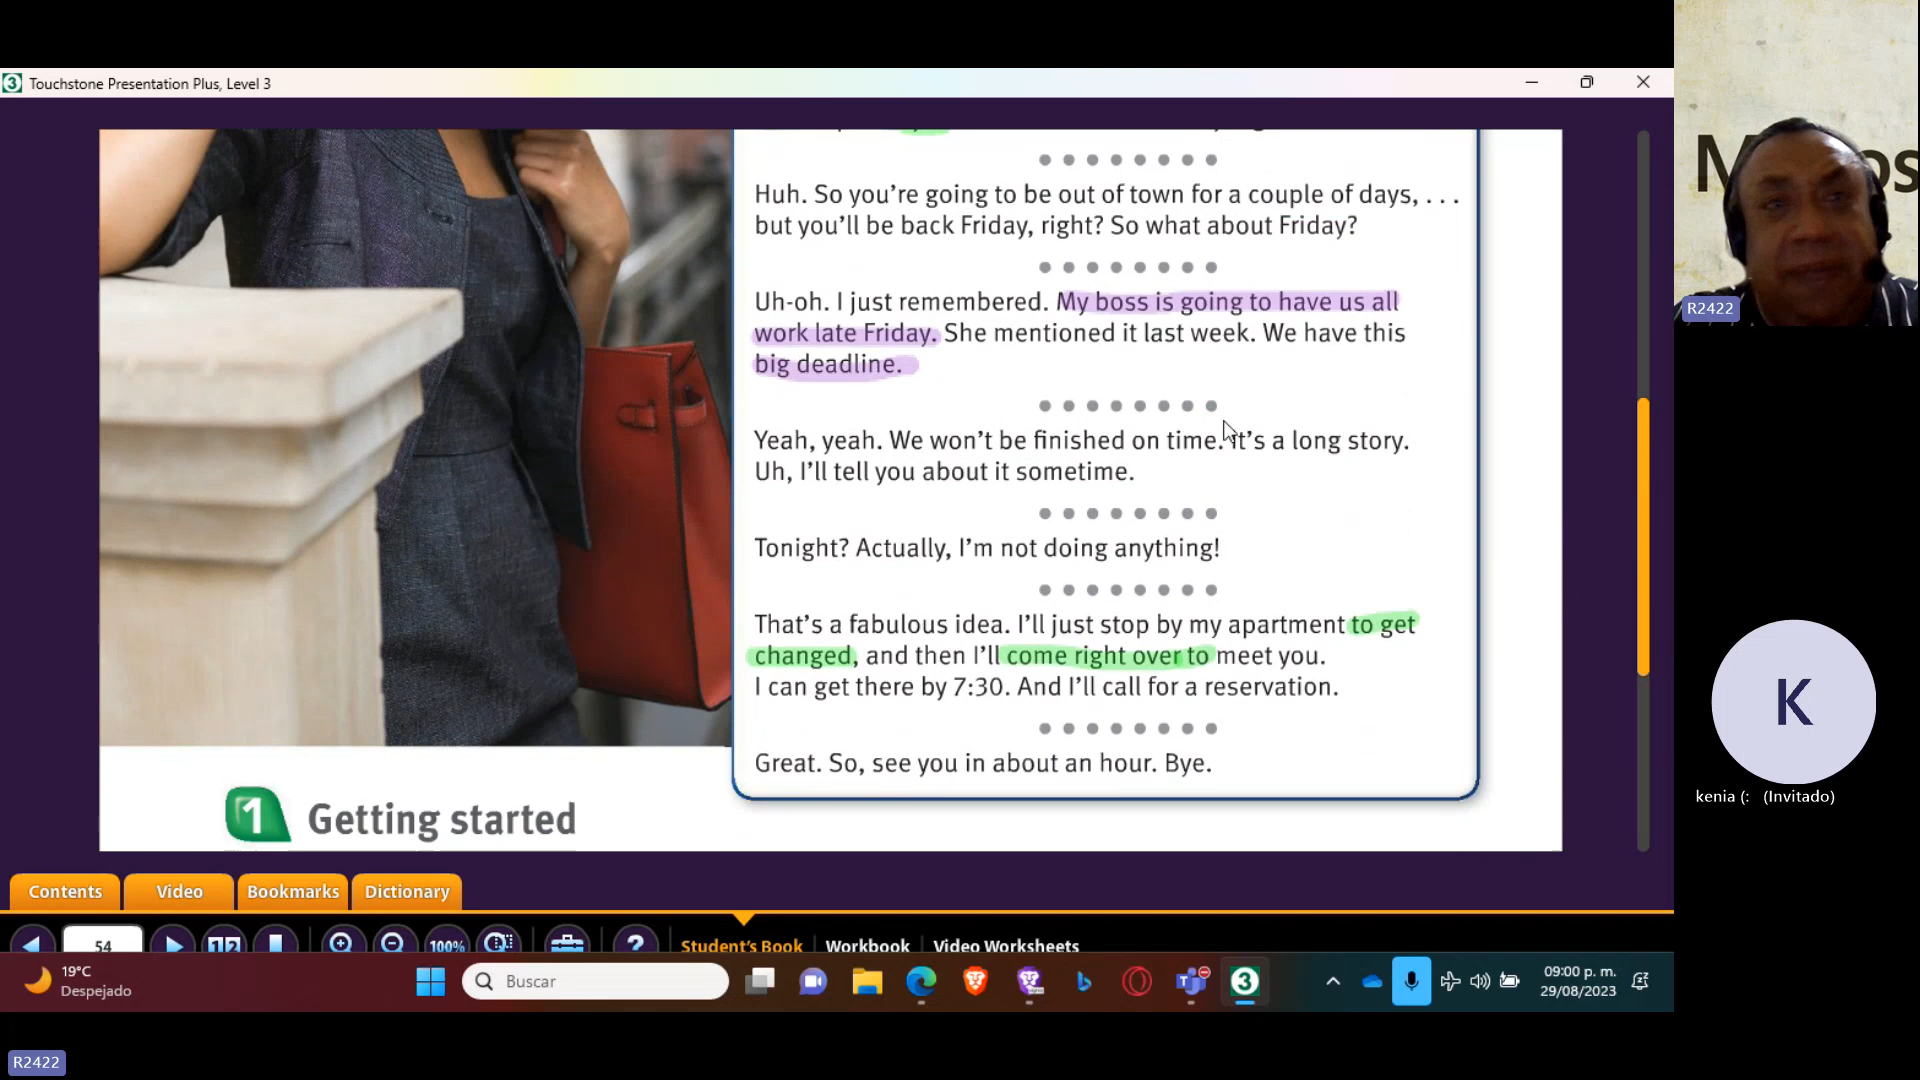 Touchstone Presentation Plus, Level 3
Huh. So you're going to be out of town for a couple of days, . . .
but you'll be back Friday, right? So what about Friday?
Uh-oh. I just remembered. My boss is going to have us all
work late Friday. She mentioned it last week. We have this
big deadline.
Yeah, yeah. We won't be finished on time. It's a long story.
Uh, I'll tell you about it sometime.
Tonight? Actually, I'm not doing anything!
That's a fabulous idea. I'll just stop by my apartment to get
changed, and then I'll come right over to meet you.
I can get there by 7:30. And I'll call for a reservation.
Great. So, see you in about an hour. Bye.
1 Getting started
Contents Video Bookmarks Dictionary
54 12 100% ? Student's Book Workbook Video Worksheets
19°C
Despejado
Buscar
3
09:00 p. m.
29/08/2023
R2422
K
kenia (: (Invitado)
R2422